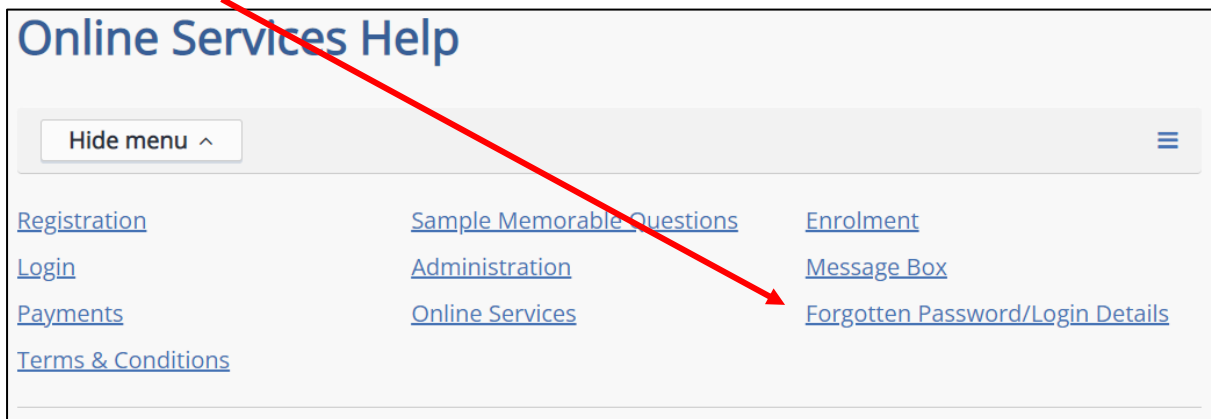 Online Services Help
Hide menu
Registration Sample Memorable Questions Enrolment
Login Administration Message Box
Payments Online Services Forgotten Password/Login Details
Terms & Conditions